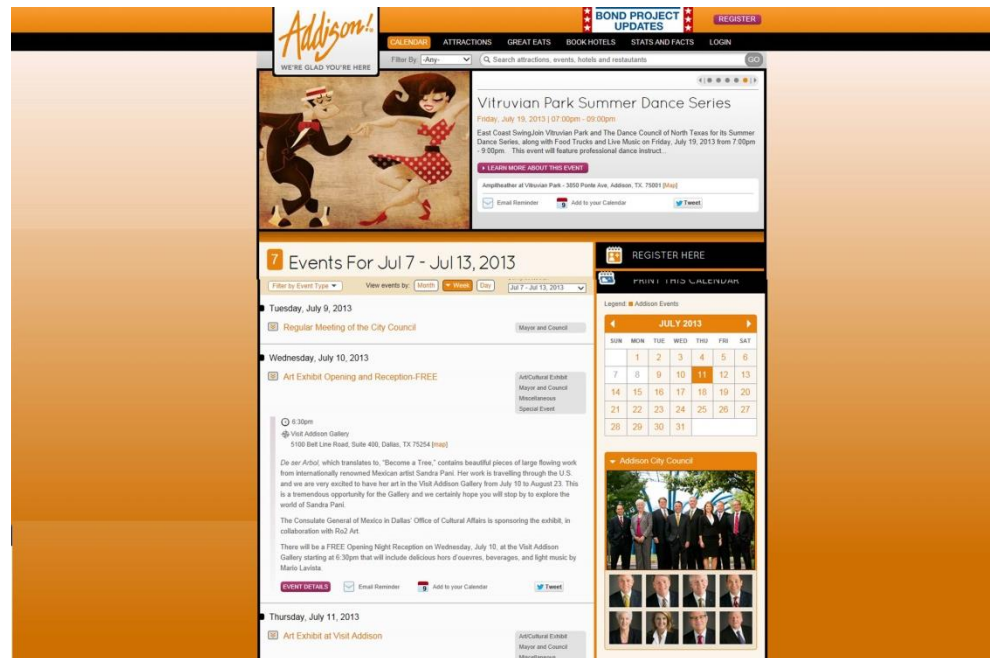 Addison!
WE'RE GLAD YOU'RE HERE
BOND PROJECT
UPDATES
REGISTER
CALENDAR ATTRACTIONS GREAT EATS BOOK HOTELS STATS AND FACTS LOGIN
Filter By -Any- Search attractions, events, hotels and restautants GO
Vitruvian Park Summer Dance Series
Friday, July 19, 2013 | 07:00pm - 09:00pm
East Coast SwingJoin Vitruvian Park and The Dance Council of North Texas for Its Summer
Dance Series, along with Food Trucks and Live Music on Friday, July 19, 2013 from 7:00pm
- 9:00pm. This event will feature professional dance instruct...
LEARN MORE ABOUT THIS EVENT
Ampitheather at Vitruvian Park - 3850 Ponte Ave, Addison, TX. 75001 [Map]
Email Reminder 9 Add to your Calendar Tweet
7 Events For Jul 7 - Jul 13, 2013
Filter by Event Type View events by: Month Week Day Jul 7 - Jul 13, 2013
Tuesday, July 9, 2013
Regular Meeting of the City Council Mayor and Council
Wednesday, July 10, 2013
Art Exhibit Opening and Reception-FREE
Art/Cultural Exhibit
Mayor and Council
Miscellaneous
Special Event
6:30pm
Visit Addison Gallery
5100 Belt Line Road, Suite 400, Dallas, TX 75254 [map]
De ser Arbol, which translates to, "Become a Tree," contains beautiful pieces of large flowing work
from internationally renowned Mexican artist Sandra Pani. Her work is travelling through the U.S.
and we are very excited to have her art in the Visit Addison Gallery from July 10 to August 23. This
is a tremendous opportunity for the Gallery and we certainly hope you will stop by to explore the
world of Sandra Pani.
The Consulate General of Mexico in Dallas' Office of Cultural Affairs is sponsoring the exhibit, in
collaboration with Ro2 Art.
There will be a FREE Opening Night Reception on Wednesday, July 10, at the Visit Addison
Gallery starting at 6:30pm that will include delicious hors d'ouevres, beverages, and light music by
Mario Lavista.
EVENT DETAILS Email Reminder 9 Add to your Calendar Tweet
Thursday, July 11, 2013
Art Exhibit at Visit Addison
Art/Cultural Exhibit
Mayor and Council
Miscellaneous
REGISTER HERE
PRINT THIS CALENDAR
Legend: Addison Events
JULY 2013
SUN MON TUE WED THU FRI SAT
1 2 3 4 5 6
7 8 9 10 11 12 13
14 15 16 17 18 19 20
21 22 23 24 25 26 27
28 29 30 31
Addison City Council